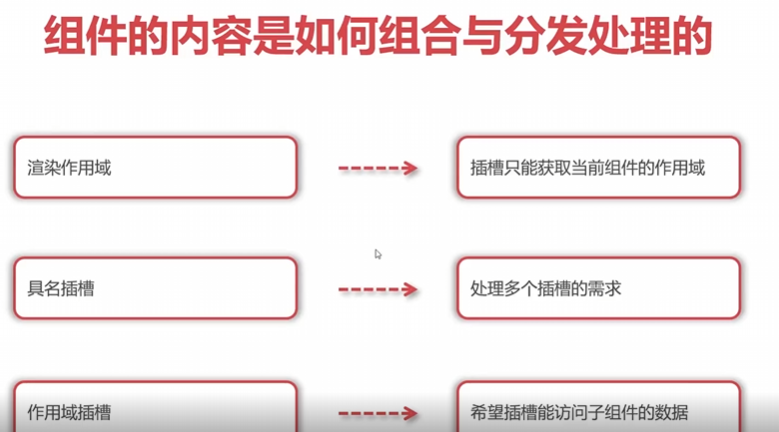 组件的内容是如何组合与分发处理的
渲染作用域
插槽只能获取当前组件的作用域
具名插槽
处理多个插槽的需求
作用域插槽
希望插槽能访问子组件的数据